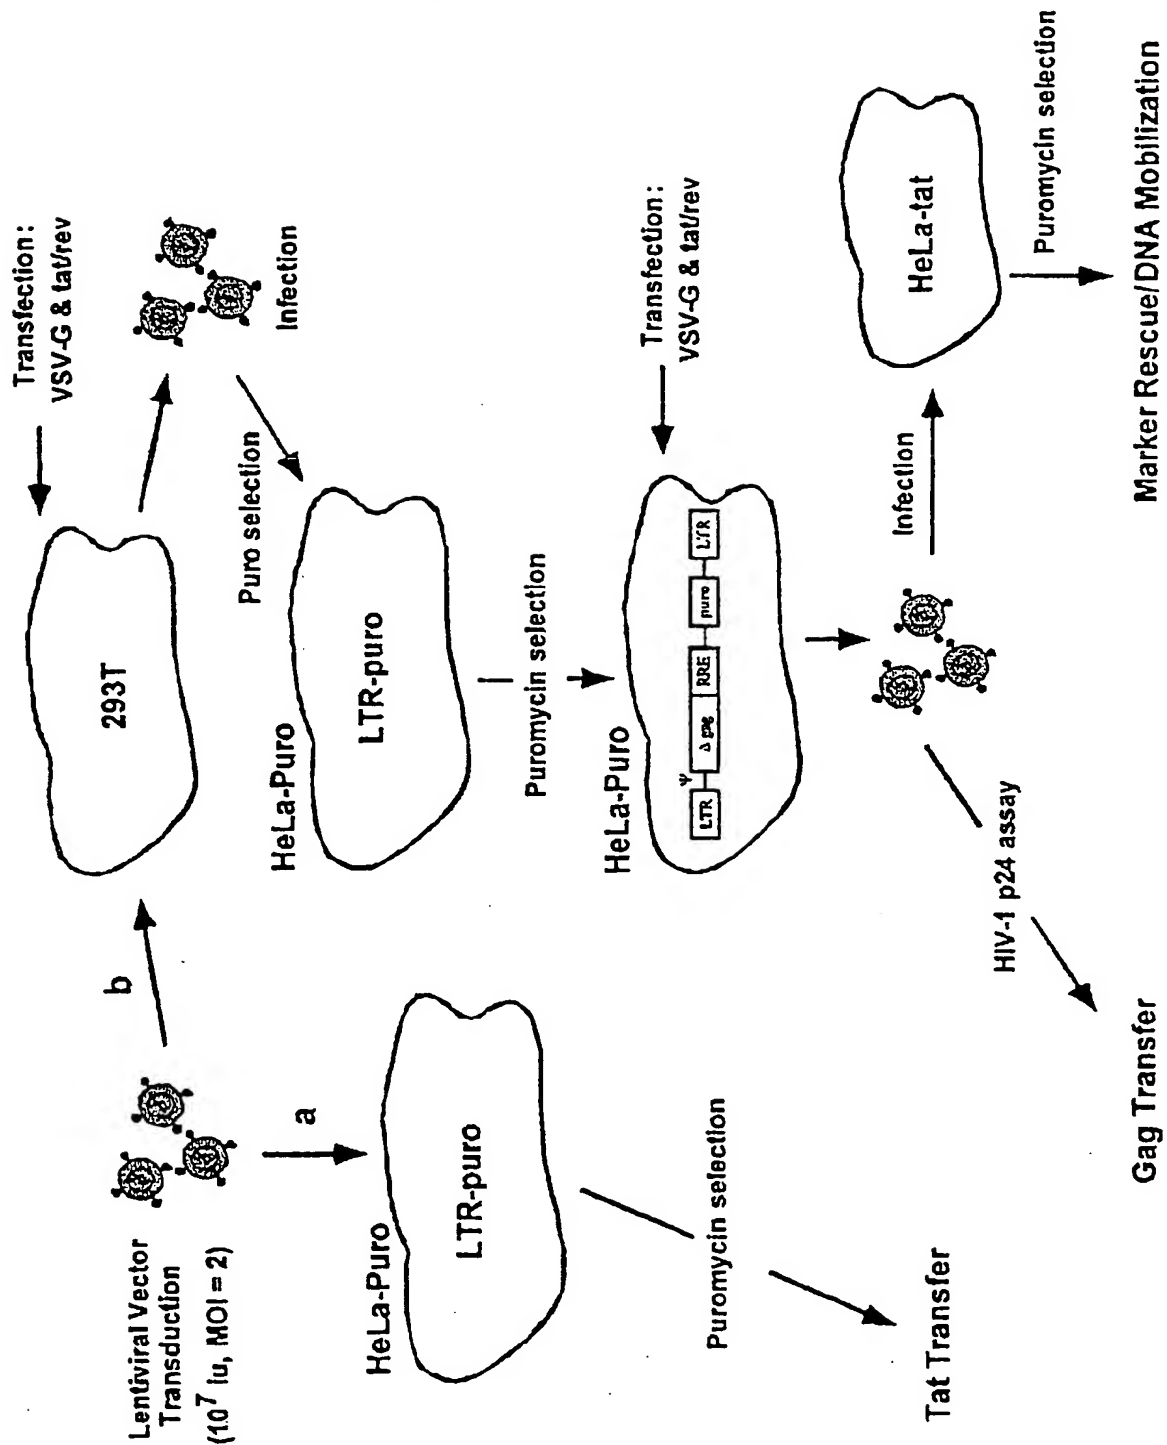 Lentiviral Vector
Transduction
(10⁷ Iu, MOI = 2)
b
293T
Transfection:
VSV-G & tat/rev
Infection
a
HeLa-Puro
LTR-puro
Puro selection
HeLa-Puro
LTR-puro
Puromycin selection
Puromycin selection
Tat Transfer
HeLa-Puro
LTR
Ψ
Δ gag
RRE
puro
LTR
Transfection:
VSV-G & tat/rev
Infection
HeLa-tat
HIV-1 p24 assay
Puromycin selection
Gag Transfer
Marker Rescue/DNA Mobilization